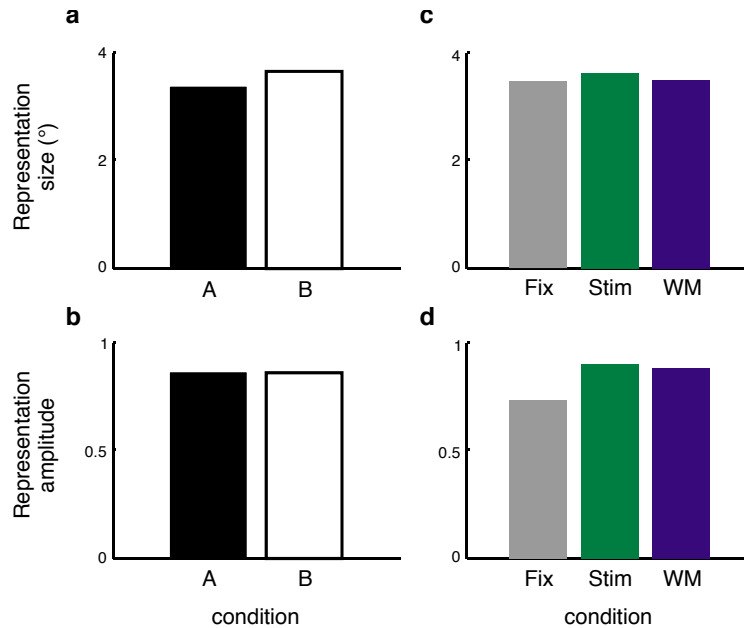 a
4
2
0
Representation
size (°)
A
B
c
4
2
0
Fix
Stim
WM
b
1
0.5
0
Representation
amplitude
A
B
condition
d
1
0.5
0
Fix
Stim
WM
condition